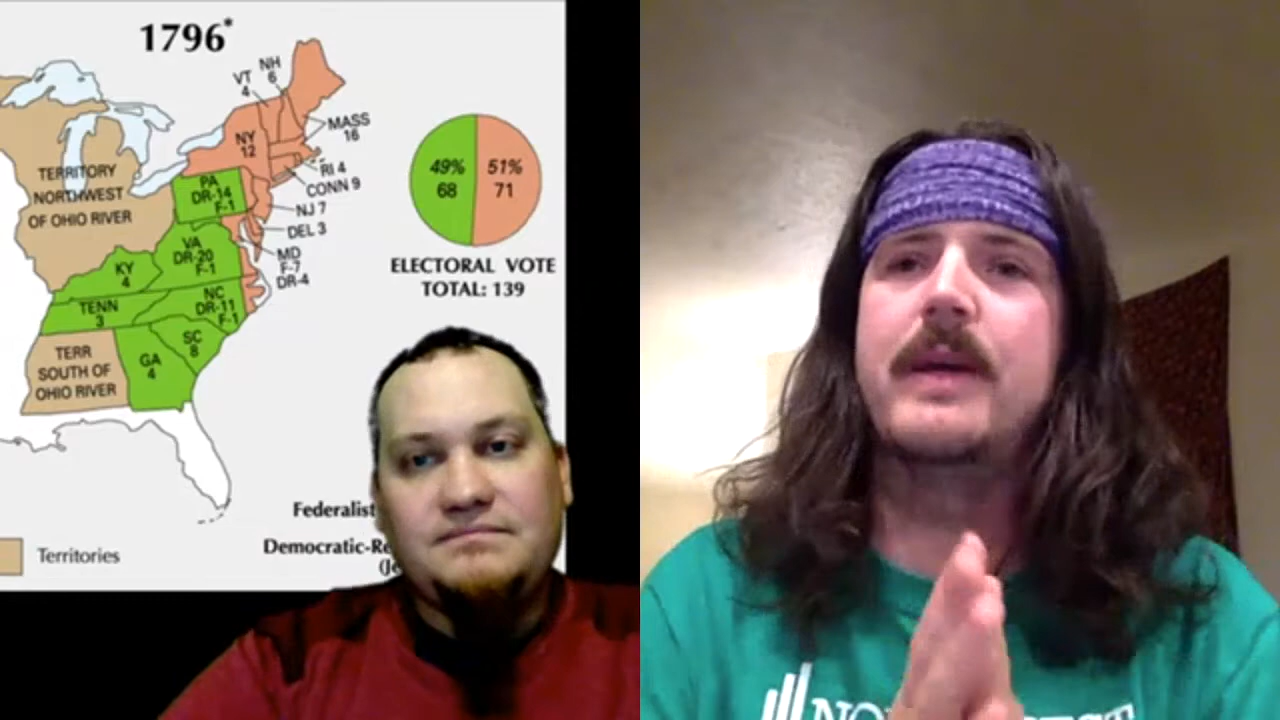 1796*
NH
6
VT
4
MASS
16
NY
12
RI 4
CONN 9
NJ 7
DEL 3
MD
F-7
DR-4
TERRITORY
NORTHWEST
OF OHIO RIVER
PA
DR-14
F-1
VA
DR-20
F-1
KY
4
TENN
3
NC
DR-11
F-1
SC
8
GA
4
TERR
SOUTH OF
OHIO RIVER
49%
68
51%
71
ELECTORAL VOTE
TOTAL: 139
Federalist
Democratic-Re
(Je
Territories